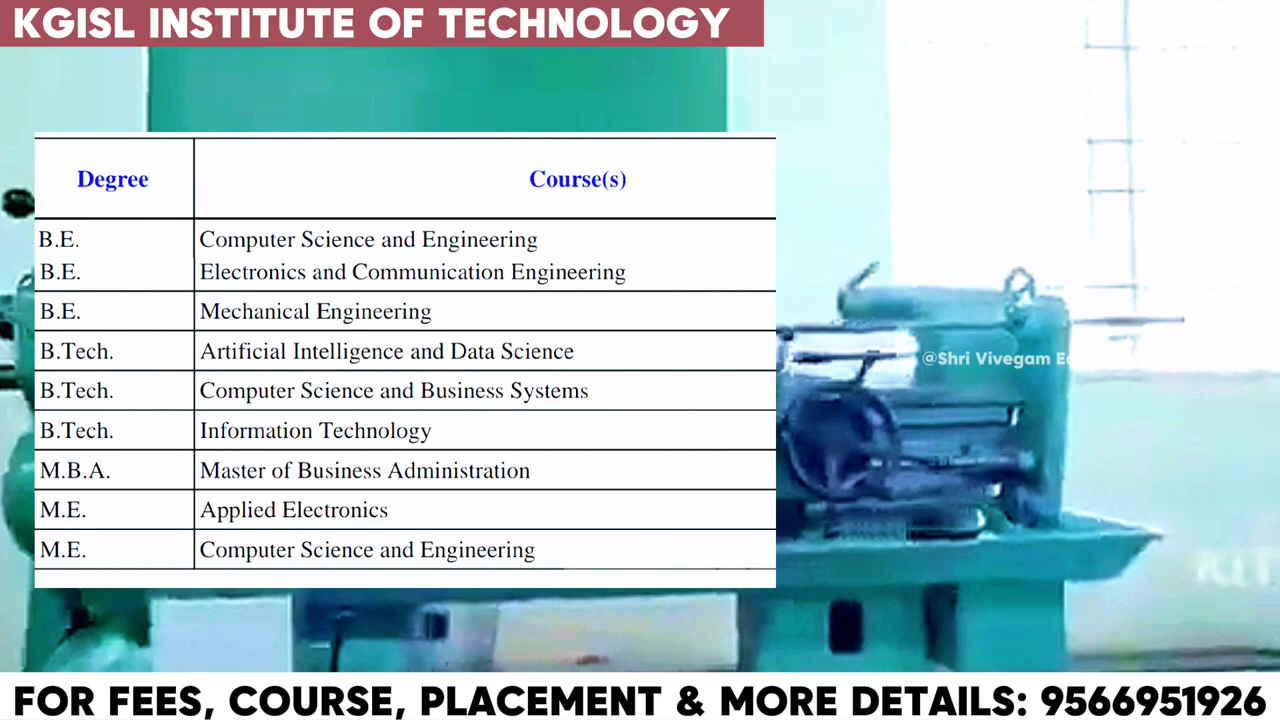 KGISL INSTITUTE OF TECHNOLOGY
Degree Course(s)
B.E. Computer Science and Engineering
B.E. Electronics and Communication Engineering
B.E. Mechanical Engineering
B.Tech. Artificial Intelligence and Data Science
@Shri Vivegam
B.Tech. Computer Science and Business Systems
B.Tech. Information Technology
M.B.A. Master of Business Administration
M.E. Applied Electronics
M.E. Computer Science and Engineering
FOR FEES, COURSE, PLACEMENT & MORE DETAILS: 9566951926